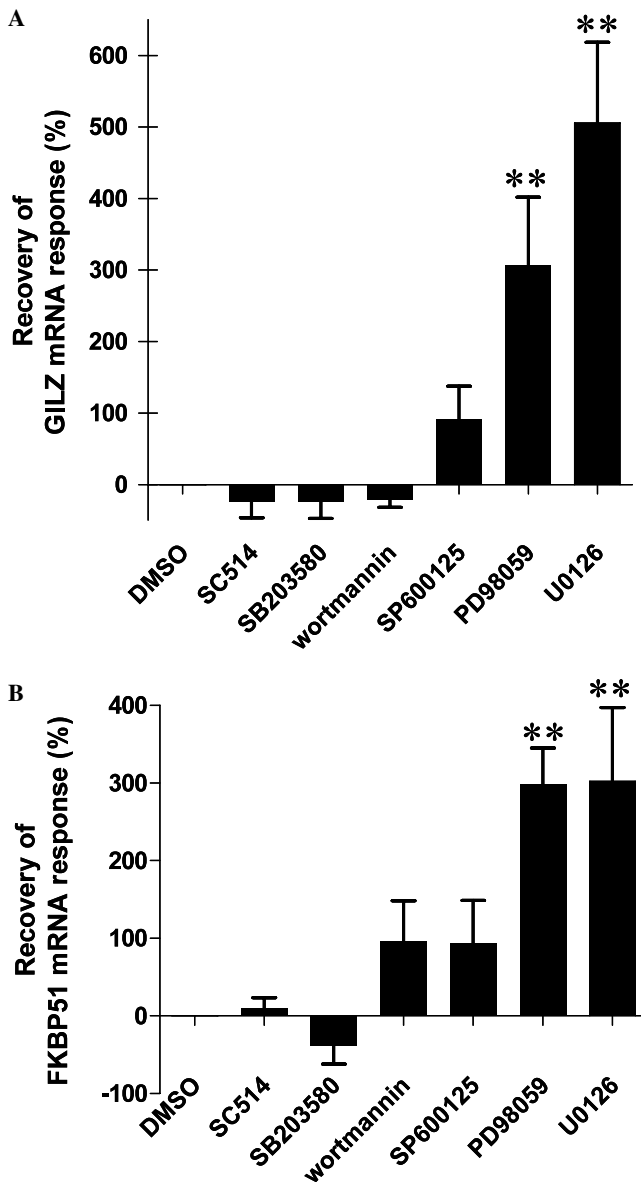 A
Recovery of
GILZ mRNA response (%)
600
500
400
300
200
100
0
**
**
DMSO
SC514
SB203580
wortmannin
SP600125
PD98059
U0126
B
Recovery of
FKBP51 mRNA response (%)
400
300
200
100
0
-100
**
**
DMSO
SC514
SB203580
wortmannin
SP600125
PD98059
U0126